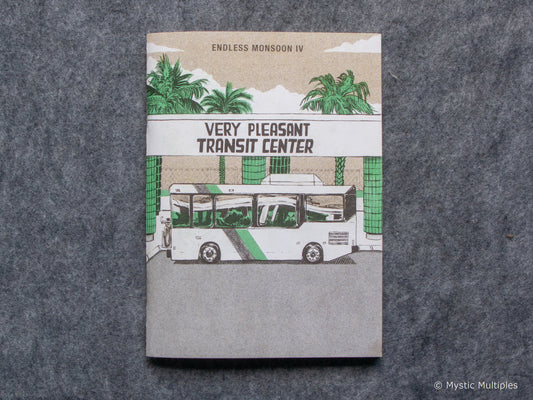 ENDLESS MONSOON IV
VERY PLEASANT
TRANSIT CENTER
© Mystic Multiples